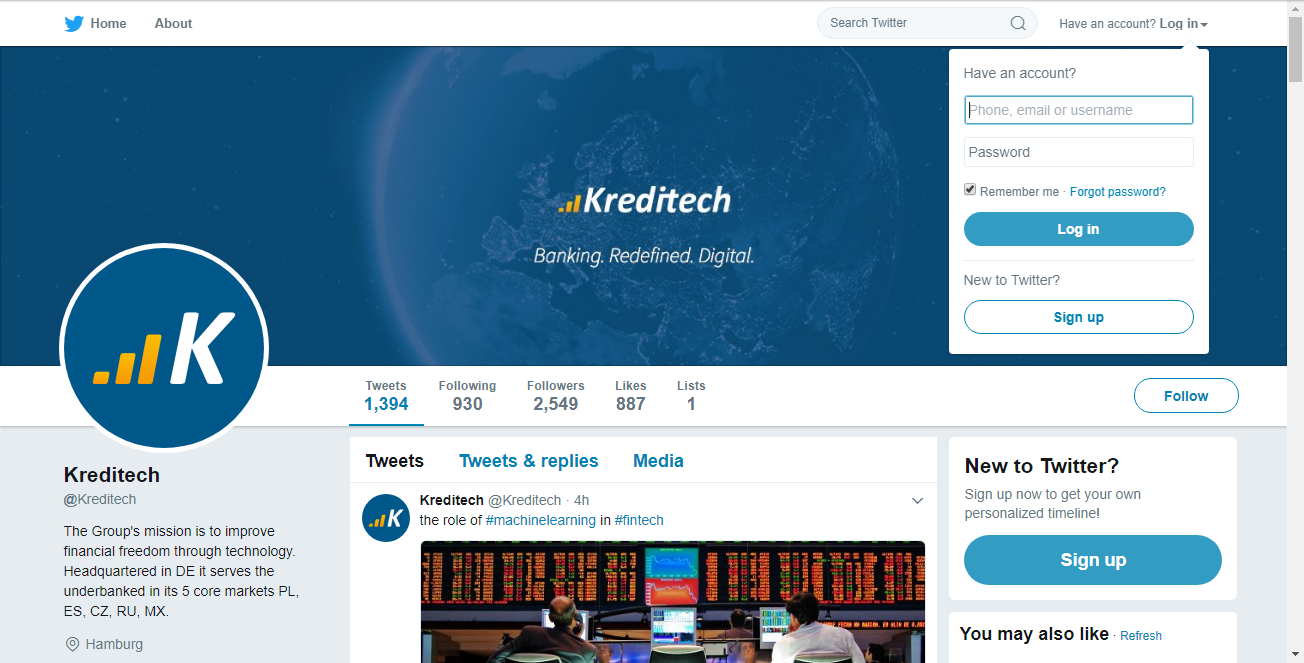 Home About Search Twitter Have an account? Log in
Have an account?
Phone, email or username
Password
Remember me · Forgot password?
Log in
New to Twitter?
Sign up
Kreditech
Banking. Redefined. Digital.
K
Tweets Following Followers Likes Lists
1,394 930 2,549 887 1
Follow
Kreditech
@Kreditech
The Group's mission is to improve
financial freedom through technology.
Headquartered in DE it serves the
underbanked in its 5 core markets PL,
ES, CZ, RU, MX.
Hamburg
Tweets Tweets & replies Media
K
Kreditech @Kreditech · 4h
the role of #machinelearning in #fintech
New to Twitter?
Sign up now to get your own
personalized timeline!
Sign up
You may also like · Refresh